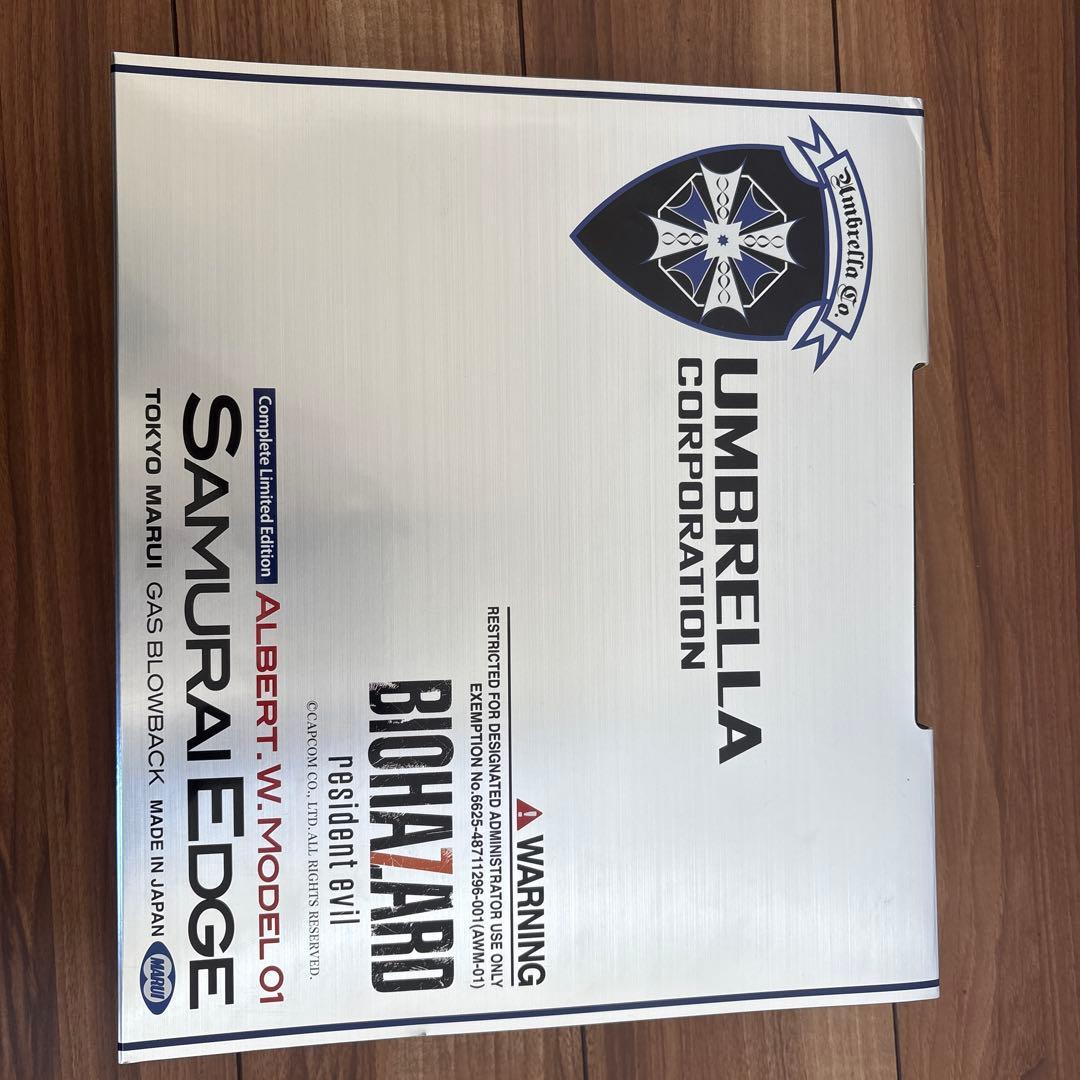 Umbrella Co.
UMBRELLA
CORPORATION
WARNING
RESTRICTED FOR DESIGNATED ADMINISTRATOR USE ONLY
EXEMPTION No.6625-48711296-001(AWM-01)
BIOHAZARD
resident evil
©CAPCOM CO., LTD. ALL RIGHTS RESERVED.
Complete Limited Edition ALBERT. W. MODEL 01
SAMURAI EDGE
TOKYO MARUI GAS BLOWBACK MADE IN JAPAN MARUI